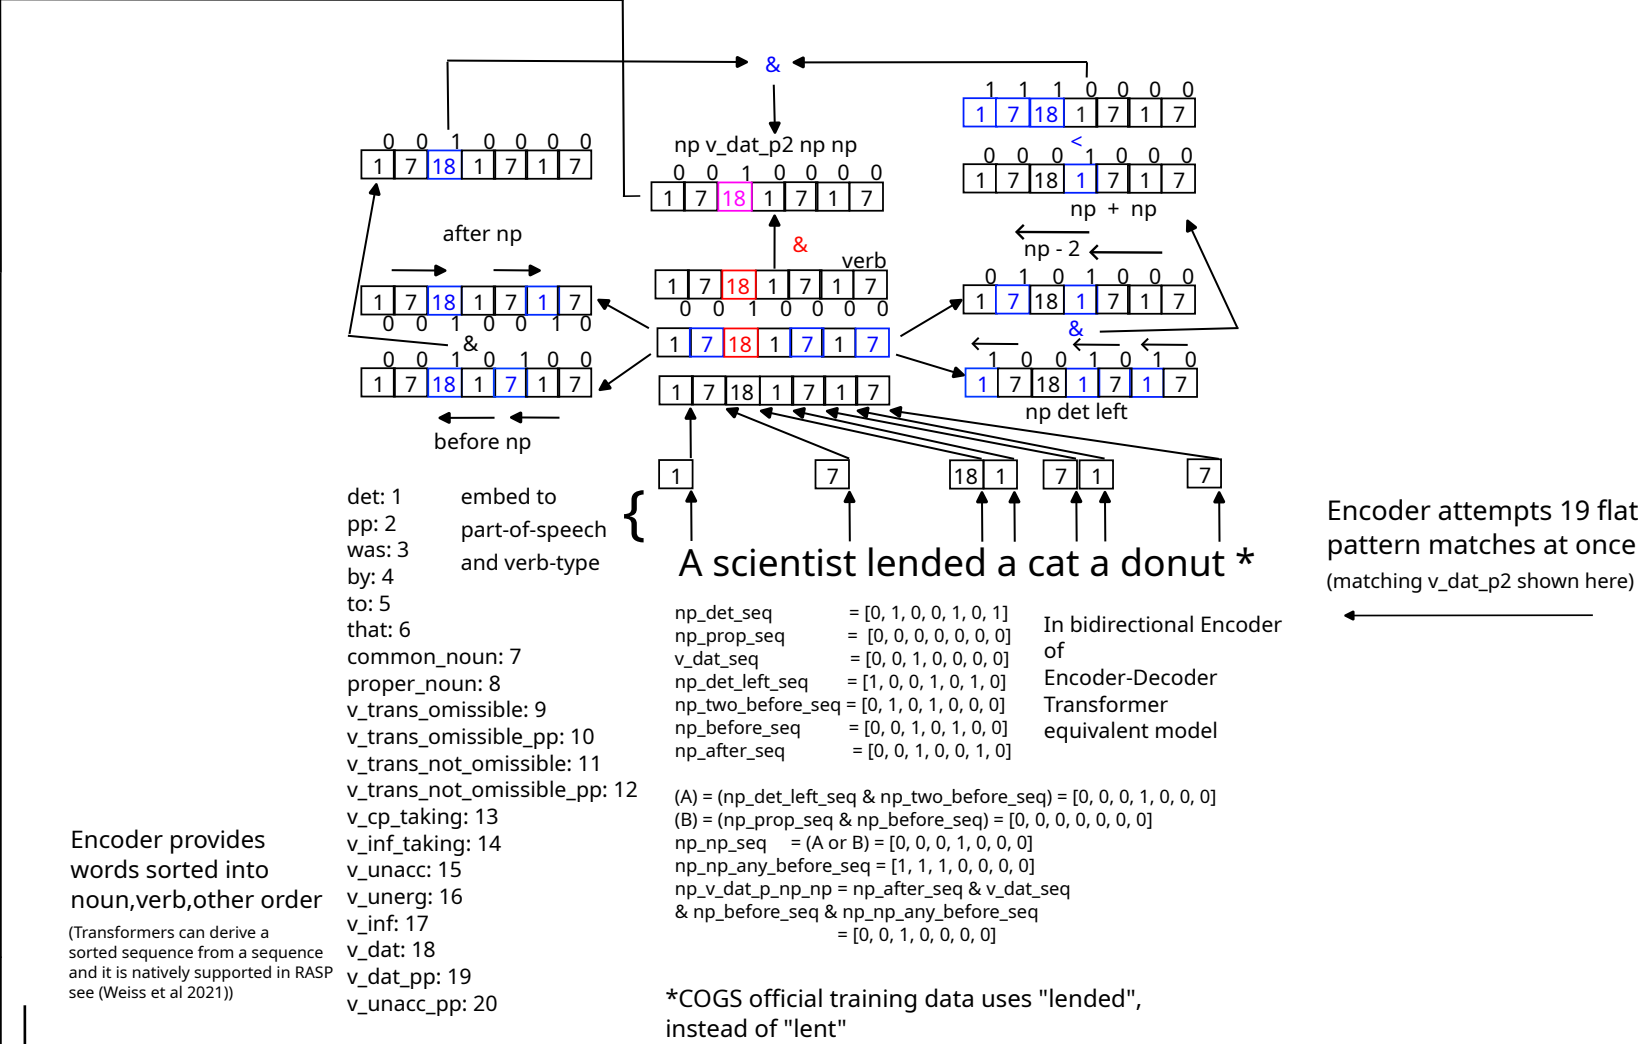 &
1 1 1 0 0 0 0
1 7 18 1 7 1 7
<
0 0 1 0 0 0 0
1 7 18 1 7 1 7
np v_dat_p2 np np
0 0 1 0 0 0 0
1 7 18 1 7 1 7
0 0 0 1 0 0 0
1 7 18 1 7 1 7
np + np
after np
&
verb
np - 2
1 7 18 1 7 1 7
0 0 1 0 0 1 0
1 7 18 1 7 1 7
0 0 1 0 0 0 0
0 1 0 1 0 0 0
1 7 18 1 7 1 7
&
&
0 0 1 0 1 0 0
1 7 18 1 7 1 7
before np
1 7 18 1 7 1 7
1 7 18 1 7 1 7
1 0 0 1 0 1 0
1 7 18 1 7 1 7
np det left
1 7 18 1 7 1 7
det: 1
pp: 2
was: 3
by: 4
to: 5
that: 6
common_noun: 7
proper_noun: 8
v_trans_omissible: 9
v_trans_omissible_pp: 10
v_trans_not_omissible: 11
v_trans_not_omissible_pp: 12
v_cp_taking: 13
v_inf_taking: 14
v_unacc: 15
v_unerg: 16
v_inf: 17
v_dat: 18
v_dat_pp: 19
v_unacc_pp: 20
embed to
part-of-speech
and verb-type
{
A scientist lended a cat a donut *
Encoder attempts 19 flat
pattern matches at once
(matching v_dat_p2 shown here)
np_det_seq = [0, 1, 0, 0, 1, 0, 1]
np_prop_seq = [0, 0, 0, 0, 0, 0, 0]
v_dat_seq = [0, 0, 1, 0, 0, 0, 0]
np_det_left_seq = [1, 0, 0, 1, 0, 1, 0]
np_two_before_seq = [0, 1, 0, 1, 0, 0, 0]
np_before_seq = [0, 0, 1, 0, 1, 0, 0]
np_after_seq = [0, 0, 1, 0, 0, 1, 0]
In bidirectional Encoder
of
Encoder-Decoder
Transformer
equivalent model
(A) = (np_det_left_seq & np_two_before_seq) = [0, 0, 0, 1, 0, 0, 0]
(B) = (np_prop_seq & np_before_seq) = [0, 0, 0, 0, 0, 0, 0]
np_np_seq = (A or B) = [0, 0, 0, 1, 0, 0, 0]
np_np_any_before_seq = [1, 1, 1, 0, 0, 0, 0]
np_v_dat_p_np_np = np_after_seq & v_dat_seq
& np_before_seq & np_np_any_before_seq
= [0, 0, 1, 0, 0, 0, 0]
Encoder provides
words sorted into
noun,verb,other order
(Transformers can derive a
sorted sequence from a sequence
and it is natively supported in RASP
see (Weiss et al 2021))
*COGS official training data uses "lended",
instead of "lent"